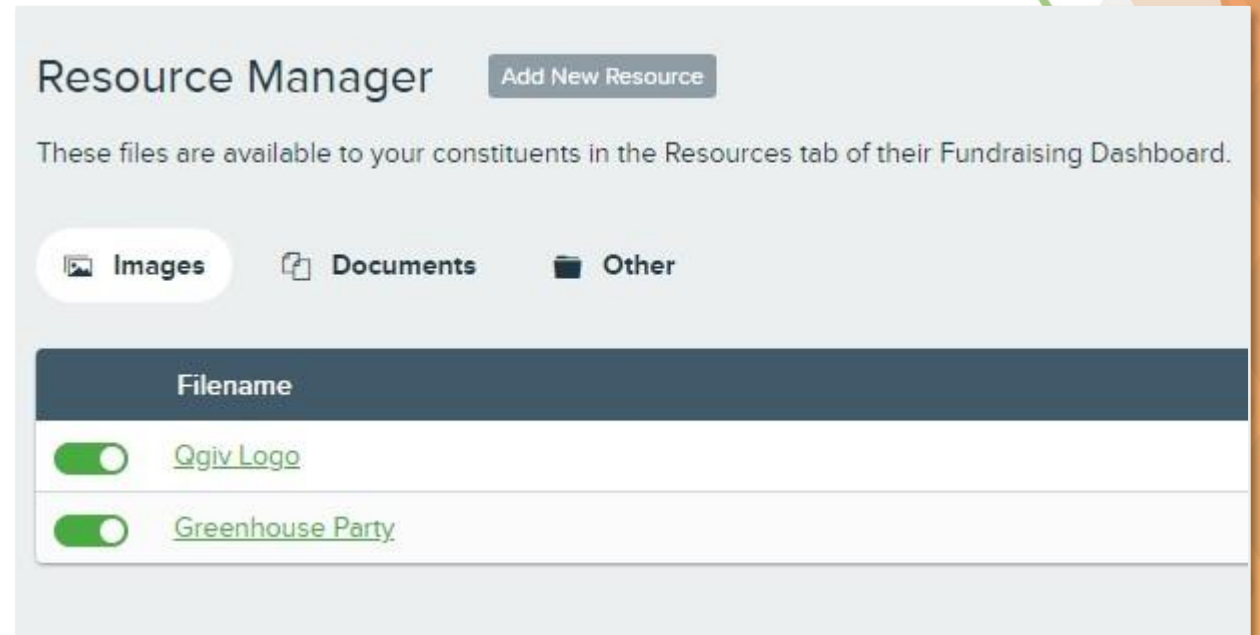 Resource Manager
Add New Resource
These files are available to your constituents in the Resources tab of their Fundraising Dashboard.
Images
Documents
Other
Filename
Qgiv Logo
Greenhouse Party